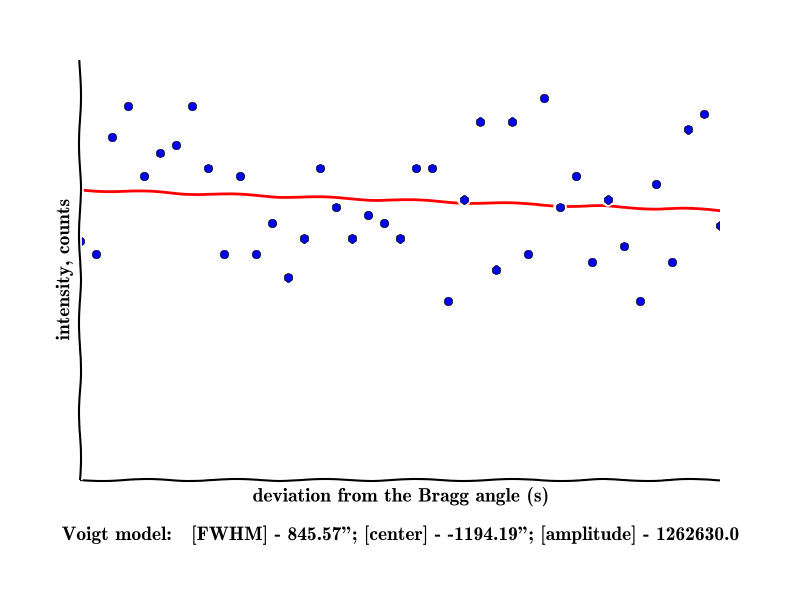 intensity, counts
deviation from the Bragg angle (s)
Voigt model: [FWHM] - 845.57”; [center] - -1194.19”; [amplitude] - 1262630.0